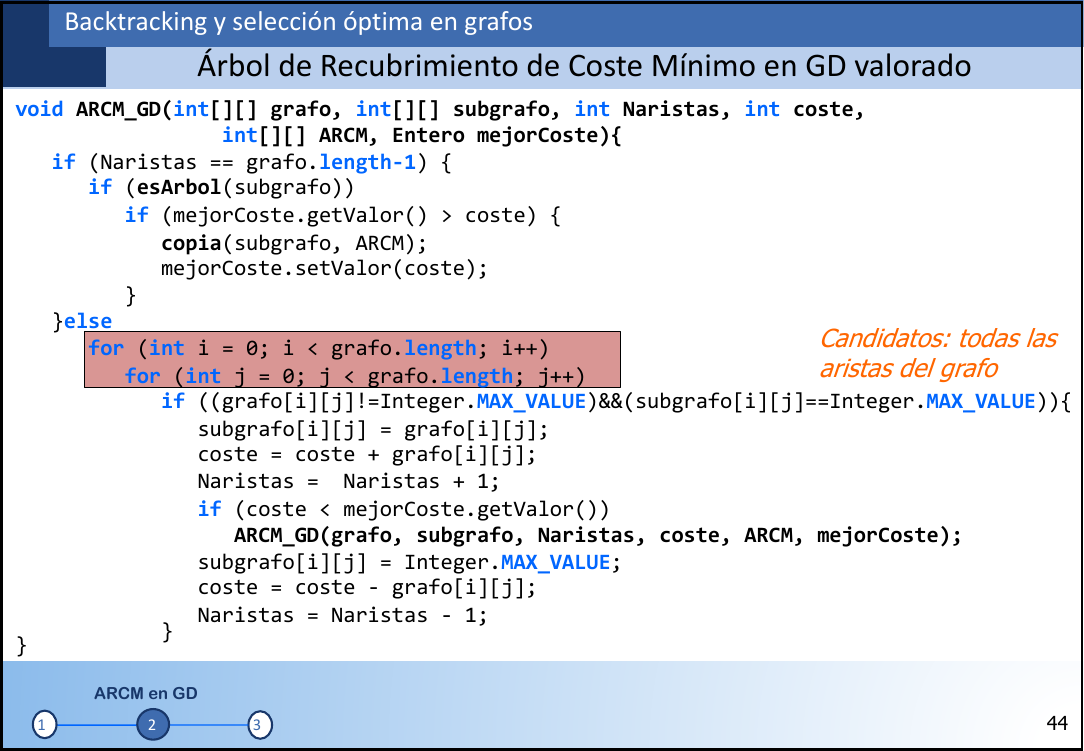 Backtracking y selección óptima en grafos
Árbol de Recubrimiento de Coste Mínimo en GD valorado
void ARCM_GD(int[][] grafo, int[][] subgrafo, int Naristas, int coste,
int[][] ARCM, Entero mejorCoste){
if (Naristas == grafo.length-1) {
if (esArbol(subgrafo))
if (mejorCoste.getValor() > coste) {
copia(subgrafo, ARCM);
mejorCoste.setValor(coste);
}
}else
for (int i = 0; i < grafo.length; i++)
for (int j = 0; j < grafo.length; j++)
Candidatos: todas las
aristas del grafo
if ((grafo[i][j]!=Integer.MAX_VALUE)&&(subgrafo[i][j]==Integer.MAX_VALUE)){
subgrafo[i][j] = grafo[i][j];
coste = coste + grafo[i][j];
Naristas =  Naristas + 1;
if (coste < mejorCoste.getValor())
ARCM_GD(grafo, subgrafo, Naristas, coste, ARCM, mejorCoste);
subgrafo[i][j] = Integer.MAX_VALUE;
coste = coste - grafo[i][j];
Naristas = Naristas - 1;
}
}
ARCM en GD
1 2 3
44